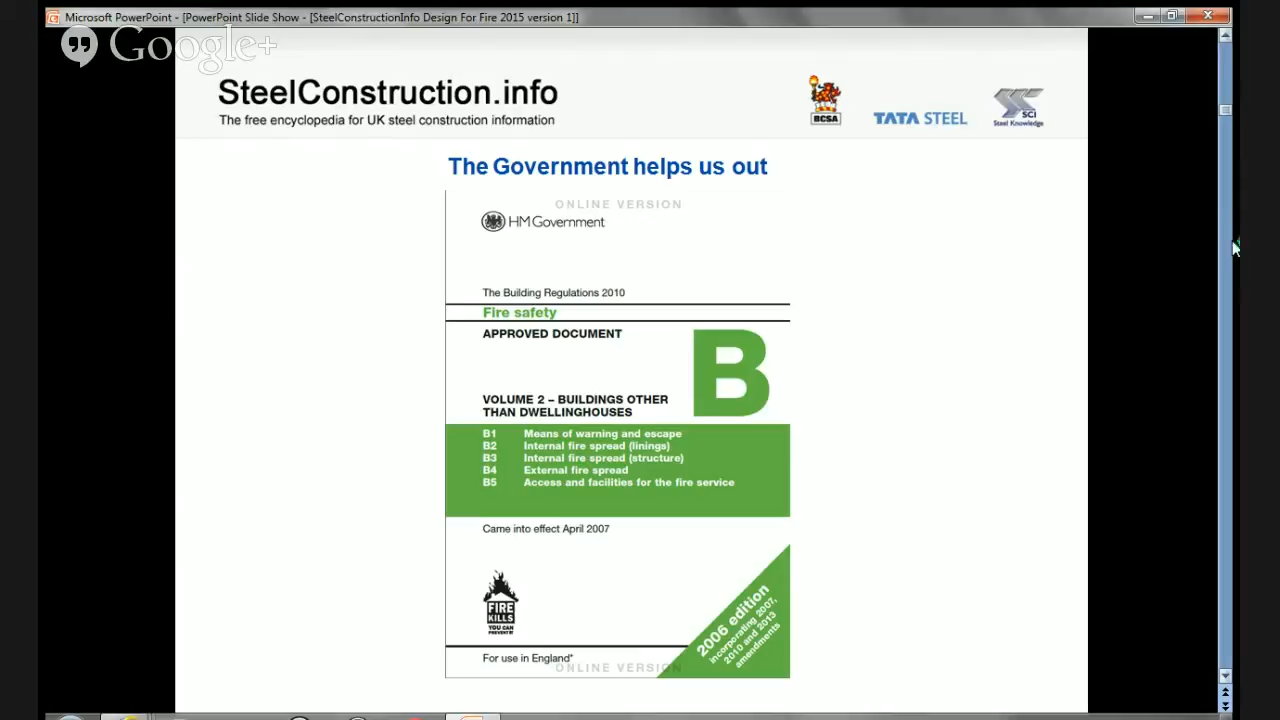 Microsoft PowerPoint - [PowerPoint Slide Show - [SteelConstructionInfo Design For Fire 2015 version 1]]
Google+
SteelConstruction.info
The free encyclopedia for UK steel construction information
BCSA
TATA STEEL
SCI
Steel Knowledge
The Government helps us out
ONLINE VERSION
HM Government
The Building Regulations 2010
Fire safety
APPROVED DOCUMENT
B
VOLUME 2 – BUILDINGS OTHER
THAN DWELLINGHOUSES
B1 Means of warning and escape
B2 Internal fire spread (linings)
B3 Internal fire spread (structure)
B4 External fire spread
B5 Access and facilities for the fire service
Came into effect April 2007
FIRE
KILLS
YOU CAN
PREVENT IT
2006 edition
incorporating 2007,
2010 and 2013
amendments
For use in England*
ONLINE VERSION